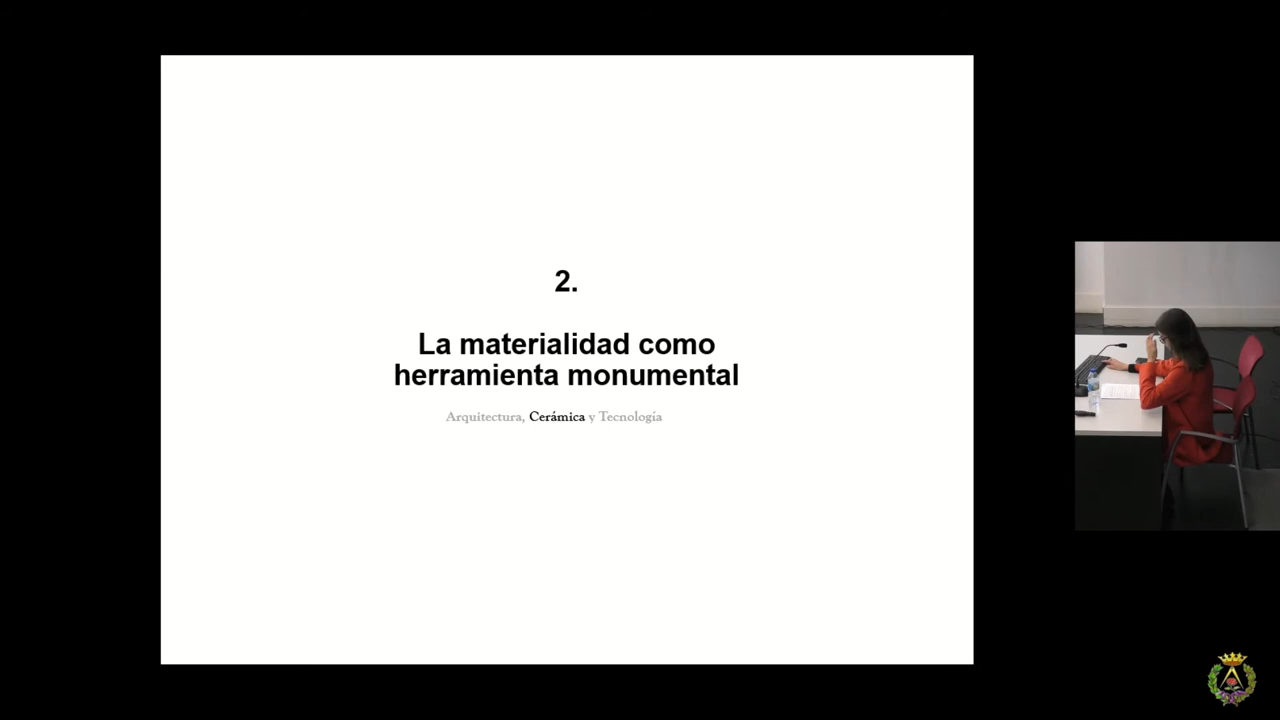 2.
La materialidad como
herramienta monumental
Arquitectura, Cerámica y Tecnología